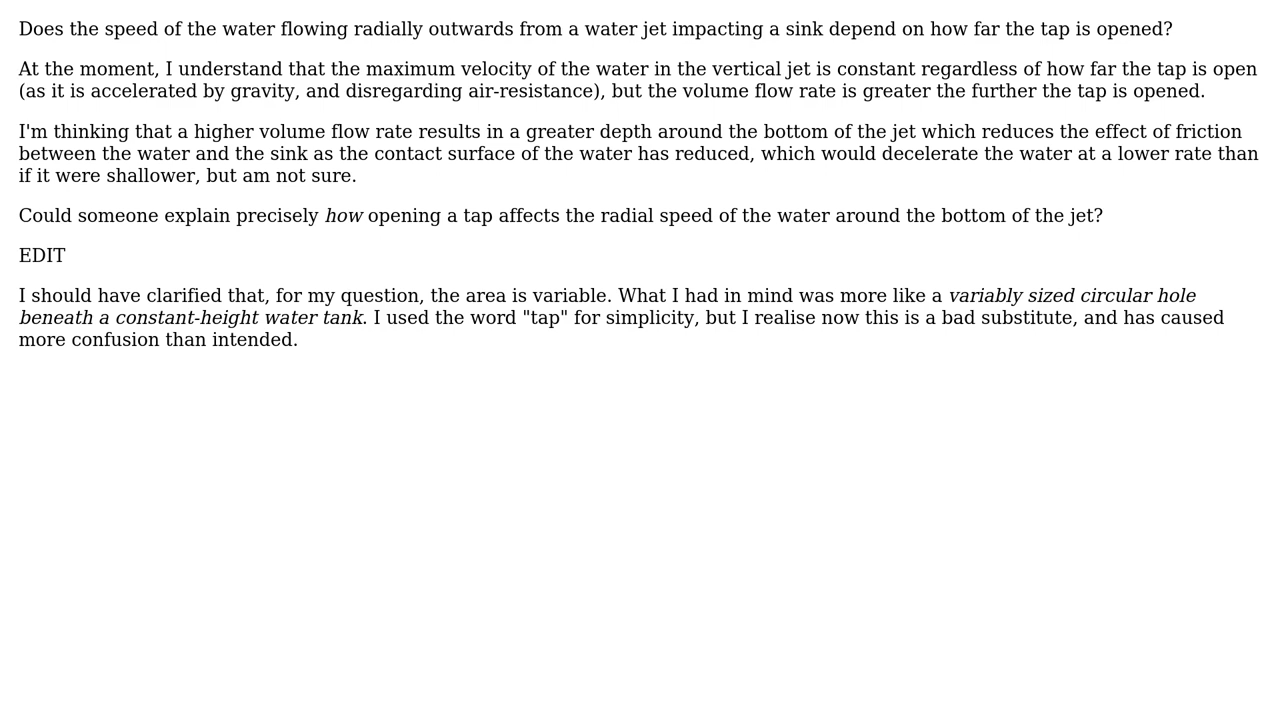 Does the speed of the water flowing radially outwards from a water jet impacting a sink depend on how far the tap is opened?
At the moment, I understand that the maximum velocity of the water in the vertical jet is constant regardless of how far the tap is open
(as it is accelerated by gravity, and disregarding air-resistance), but the volume flow rate is greater the further the tap is opened.
I'm thinking that a higher volume flow rate results in a greater depth around the bottom of the jet which reduces the effect of friction
between the water and the sink as the contact surface of the water has reduced, which would decelerate the water at a lower rate than
if it were shallower, but am not sure.
Could someone explain precisely how opening a tap affects the radial speed of the water around the bottom of the jet?
EDIT
I should have clarified that, for my question, the area is variable. What I had in mind was more like a variably sized circular hole
beneath a constant-height water tank. I used the word "tap" for simplicity, but I realise now this is a bad substitute, and has caused
more confusion than intended.